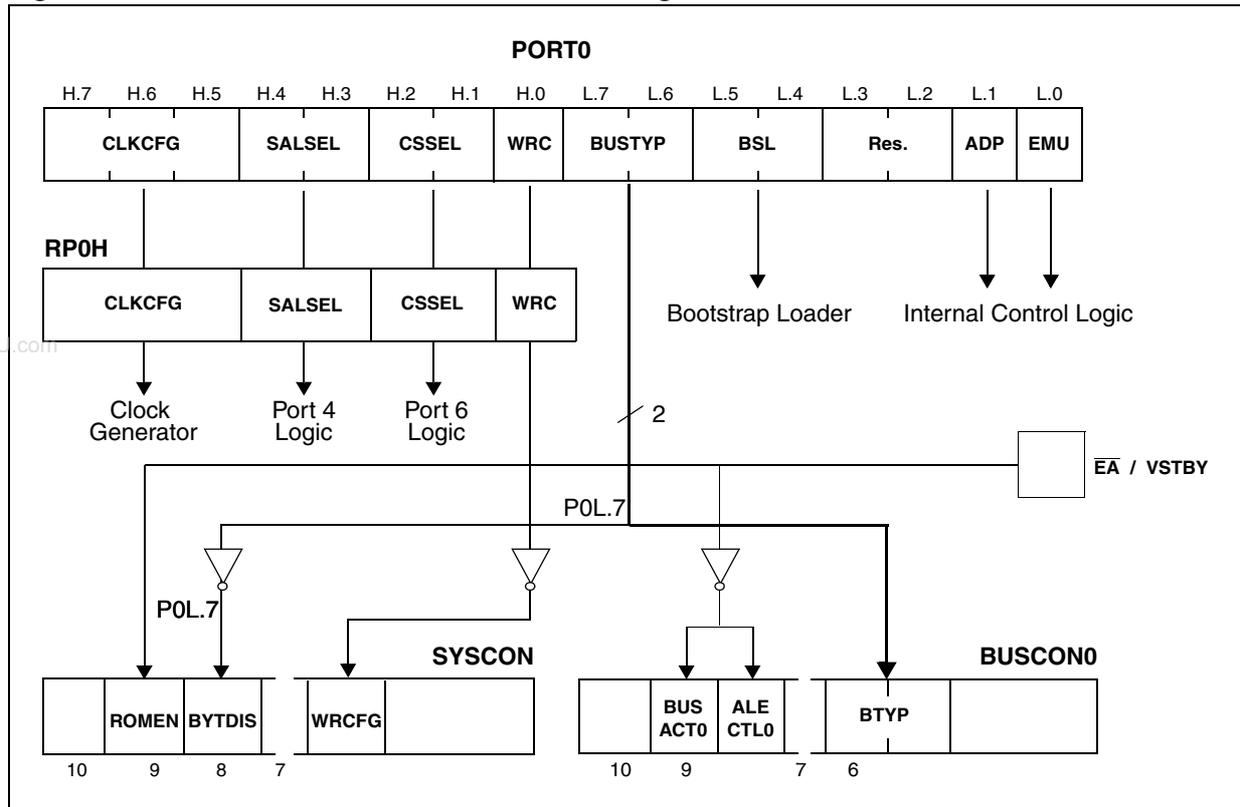 PORT0
H.7 H.6 H.5 H.4 H.3 H.2 H.1 H.0 L.7 L.6 L.5 L.4 L.3 L.2 L.1 L.0
CLKCFG SALSEL CSSEL WRC BUSTYP BSL Res. ADP EMU
RP0H
CLKCFG SALSEL CSSEL WRC
Bootstrap Loader Internal Control Logic
U.com
Clock
Generator
Port 4
Logic
Port 6
Logic
2
EA / VSTBY
P0L.7
P0L.7
SYSCON BUSCON0
ROMEN BYTDIS WRCFG
BUS
ACT0
ALE
CTL0
BTYP
10 9 8 7 10 9 7 6